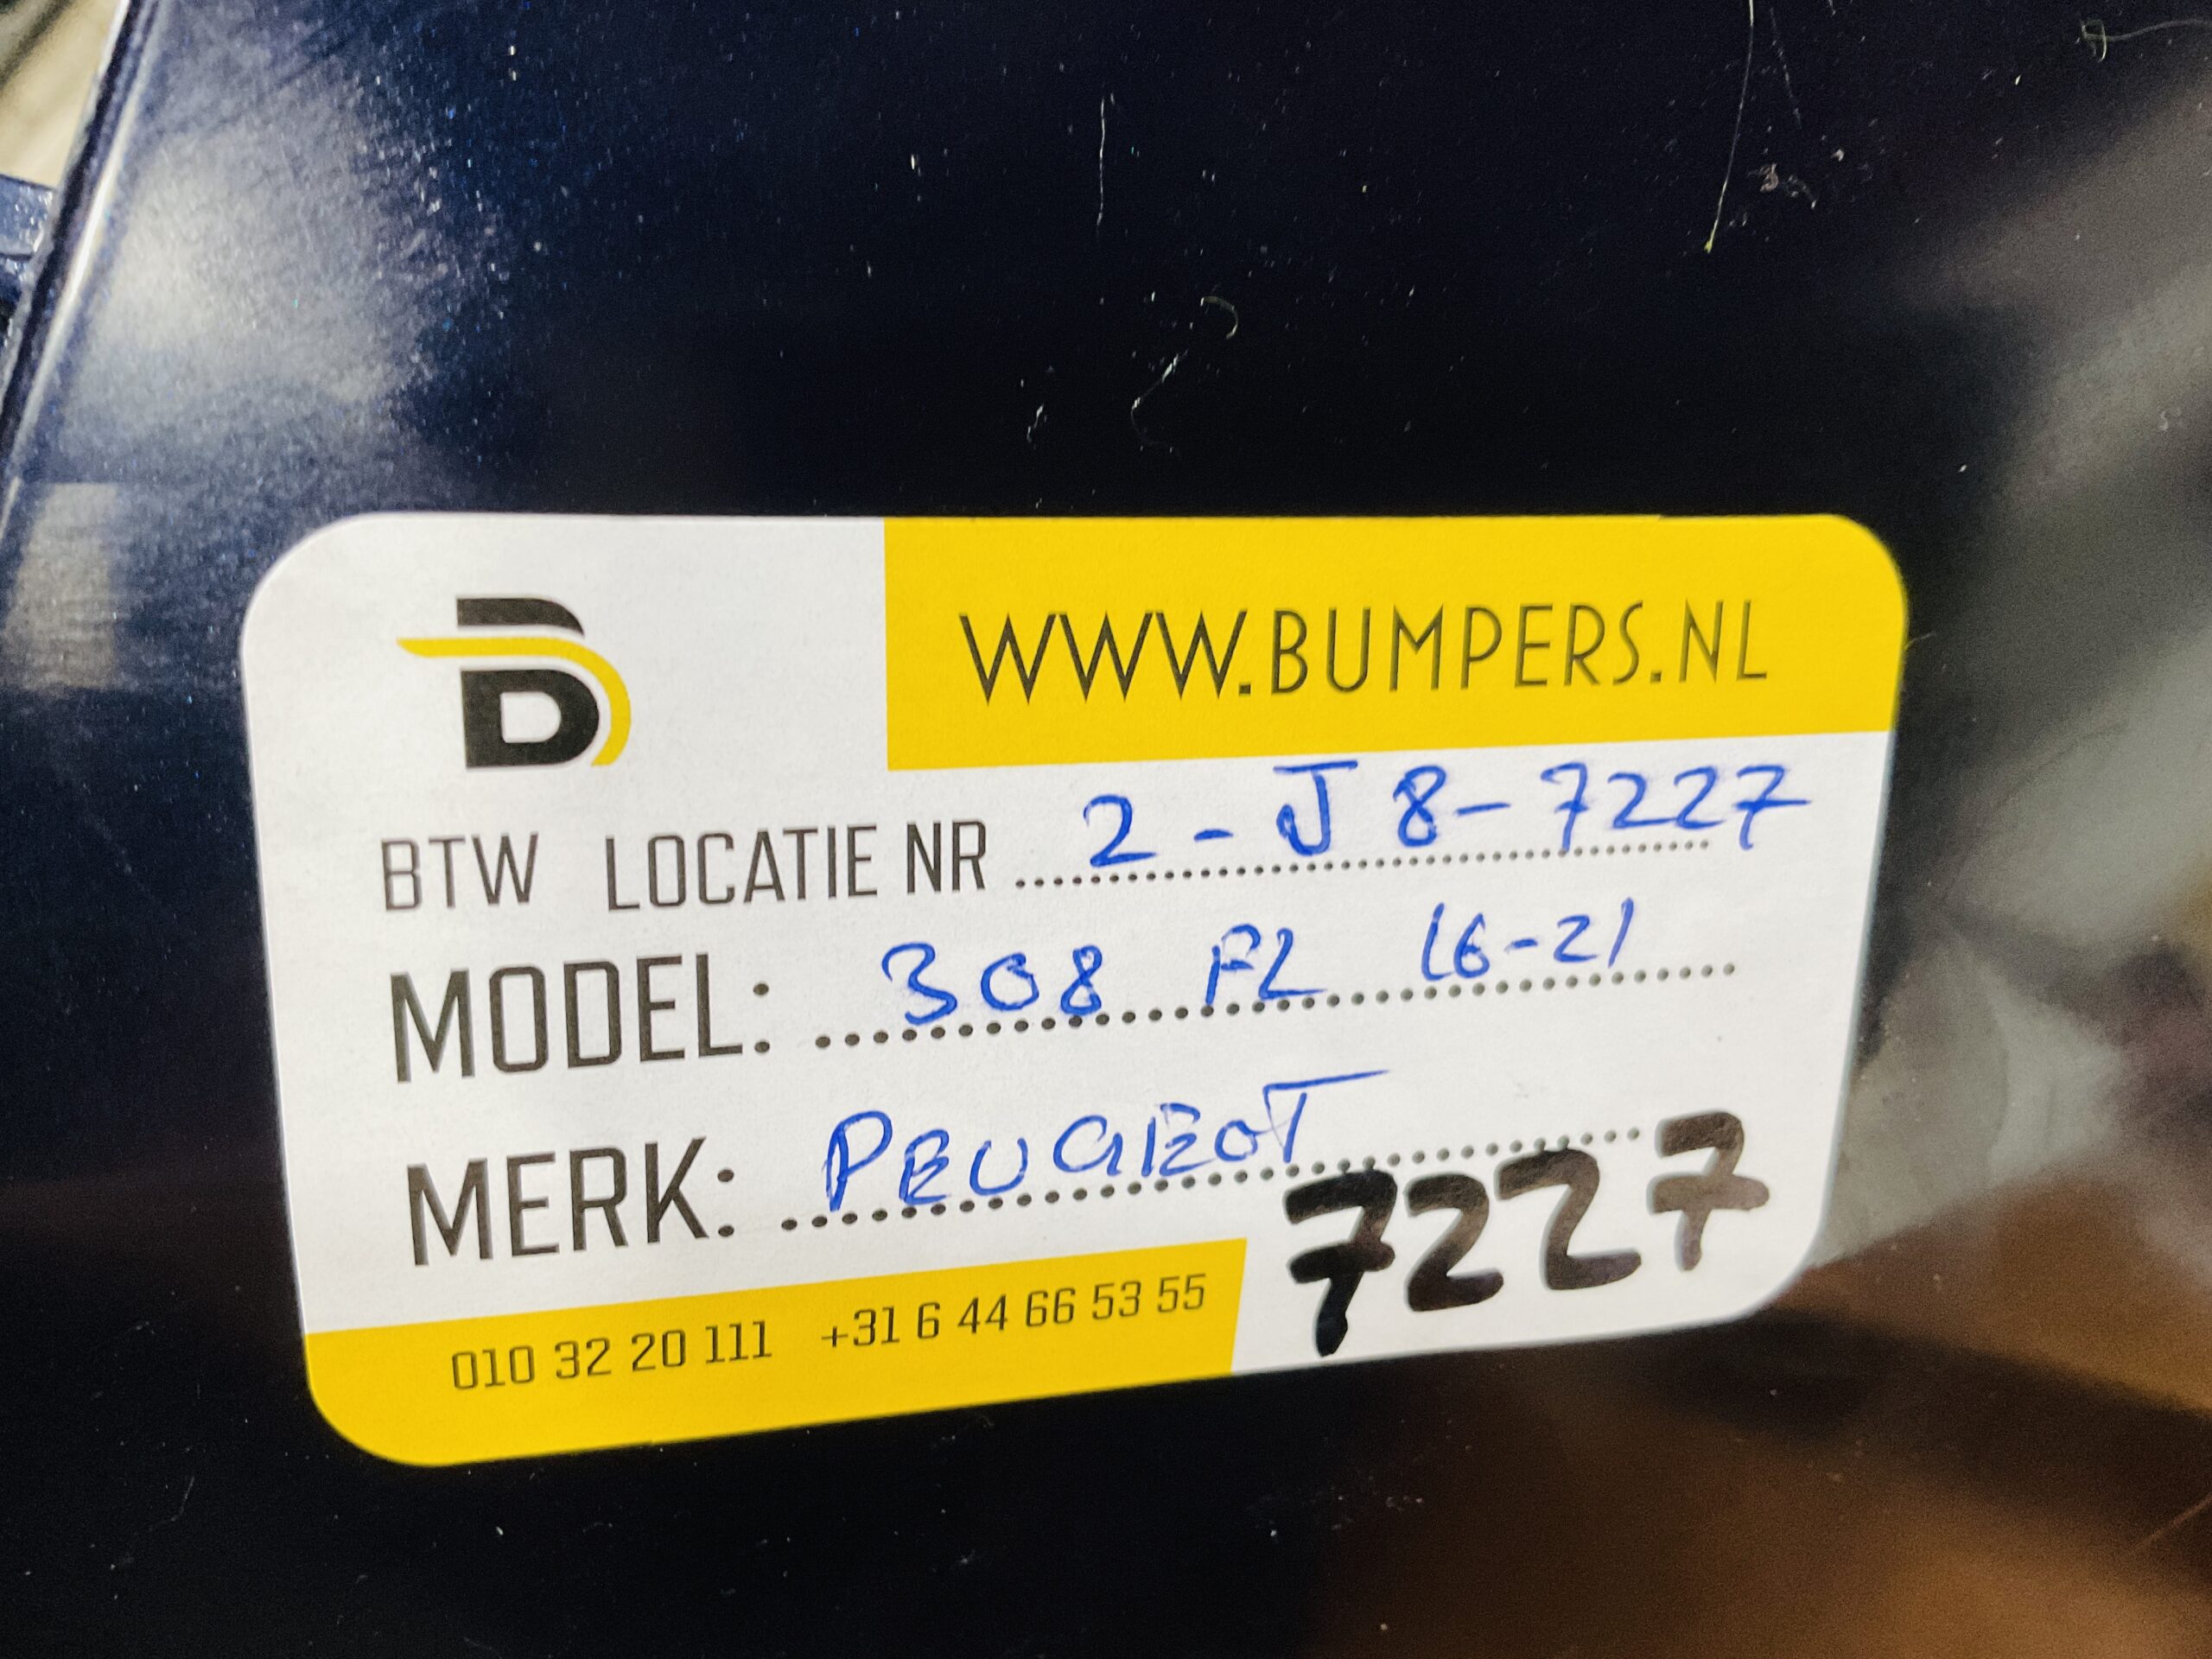 B
WWW.BUMPERS.NL
BTW LOCATIE NR 2-J8-7227
MODEL: 308 FL 16-21
MERK: PEUGEOT
7227
010 32 20 111 +31 6 44 66 53 55